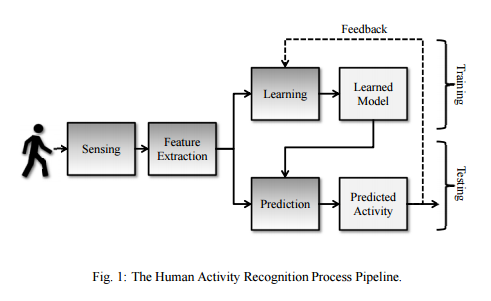 Feedback
Learning
Learned
Model
Training
Sensing
Feature
Extraction
Prediction
Predicted
Activity
Testing
Fig. 1: The Human Activity Recognition Process Pipeline.